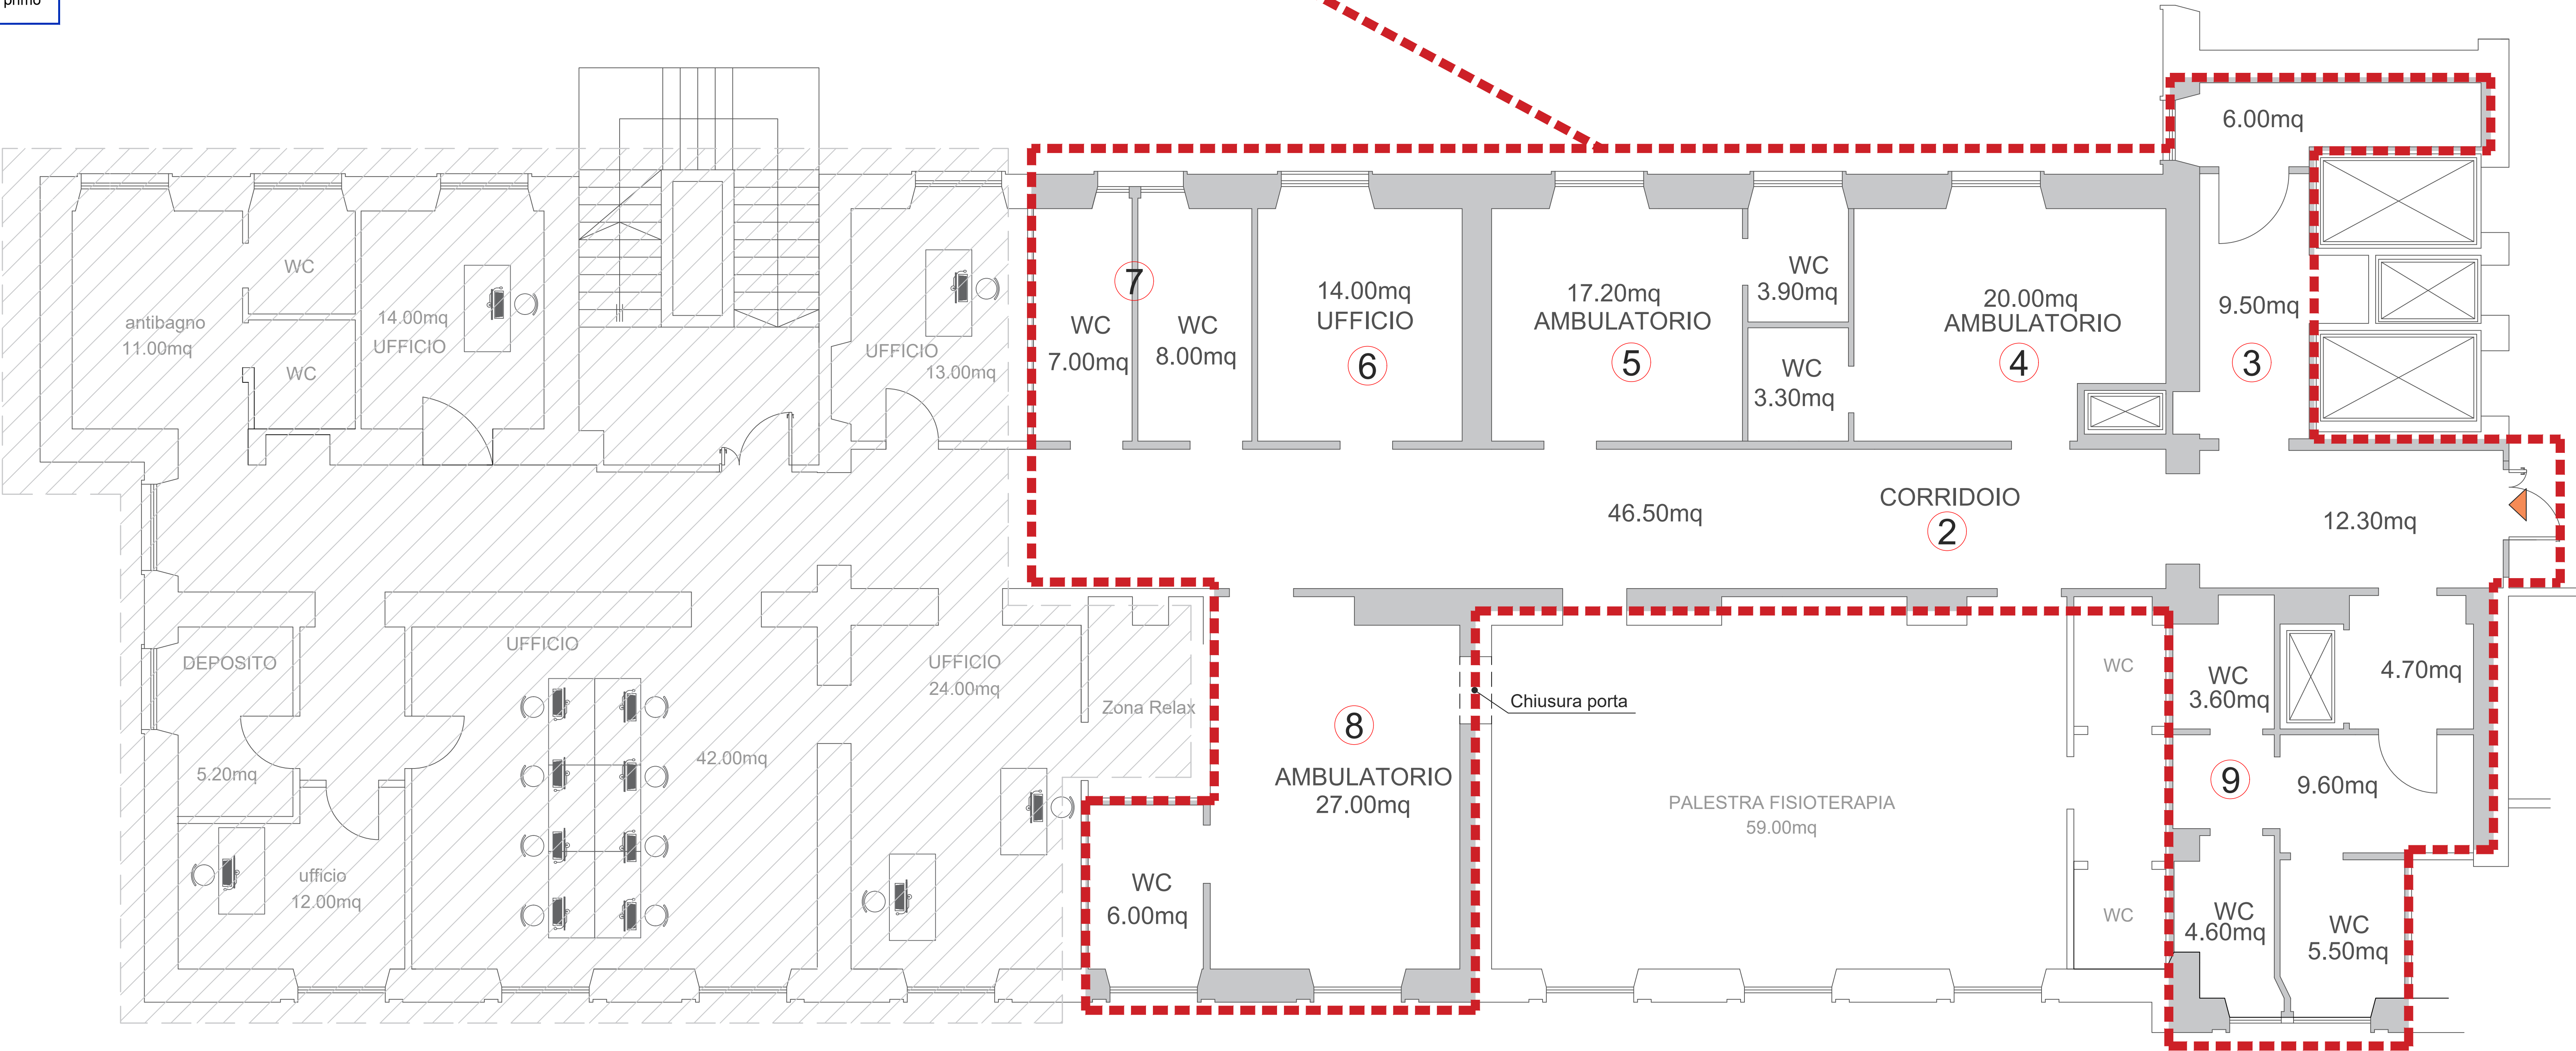 primo
6.00mq
WC
antibagno
11.00mq
WC
14.00mq
UFFICIO
UFFICIO
13.00mq
7
WC
7.00mq
WC
8.00mq
14.00mq
UFFICIO
6
17.20mq
AMBULATORIO
5
WC
3.90mq
WC
3.30mq
20.00mq
AMBULATORIO
4
9.50mq
3
46.50mq
CORRIDOIO
2
12.30mq
DEPOSITO
5.20mq
UFFICIO
42.00mq
UFFICIO
24.00mq
Zona Relax
ufficio
12.00mq
8
AMBULATORIO
27.00mq
WC
6.00mq
Chiusura porta
PALESTRA FISIOTERAPIA
59.00mq
WC
WC
WC
3.60mq
4.70mq
9
9.60mq
WC
4.60mq
WC
5.50mq